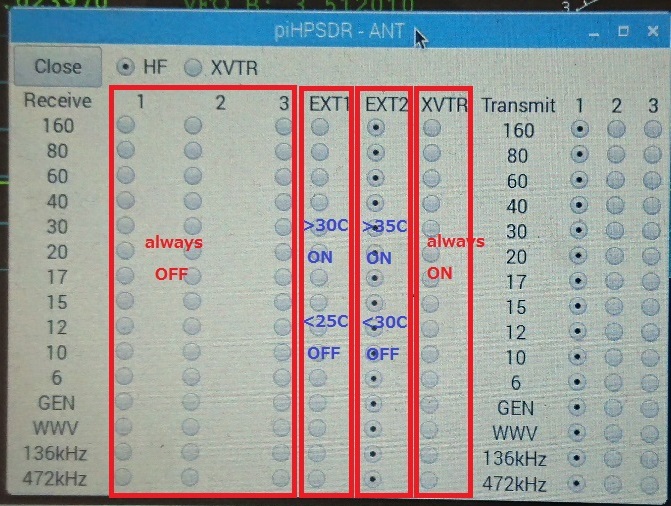 VFO B: 3.512010
piHPSDR - ANT
Close HF XVTR
Receive 1 2 3 EXT1 EXT2 XVTR Transmit 1 2 3
160 160
80 80
60 60
40 40
30 >30C >35C 30
always always
20 ON ON 20
17 OFF ON 17
15 15
12 <25C <30C 12
10 OFF OFF 10
6 6
GEN GEN
WWV WWV
136kHz 136kHz
472kHz 472kHz